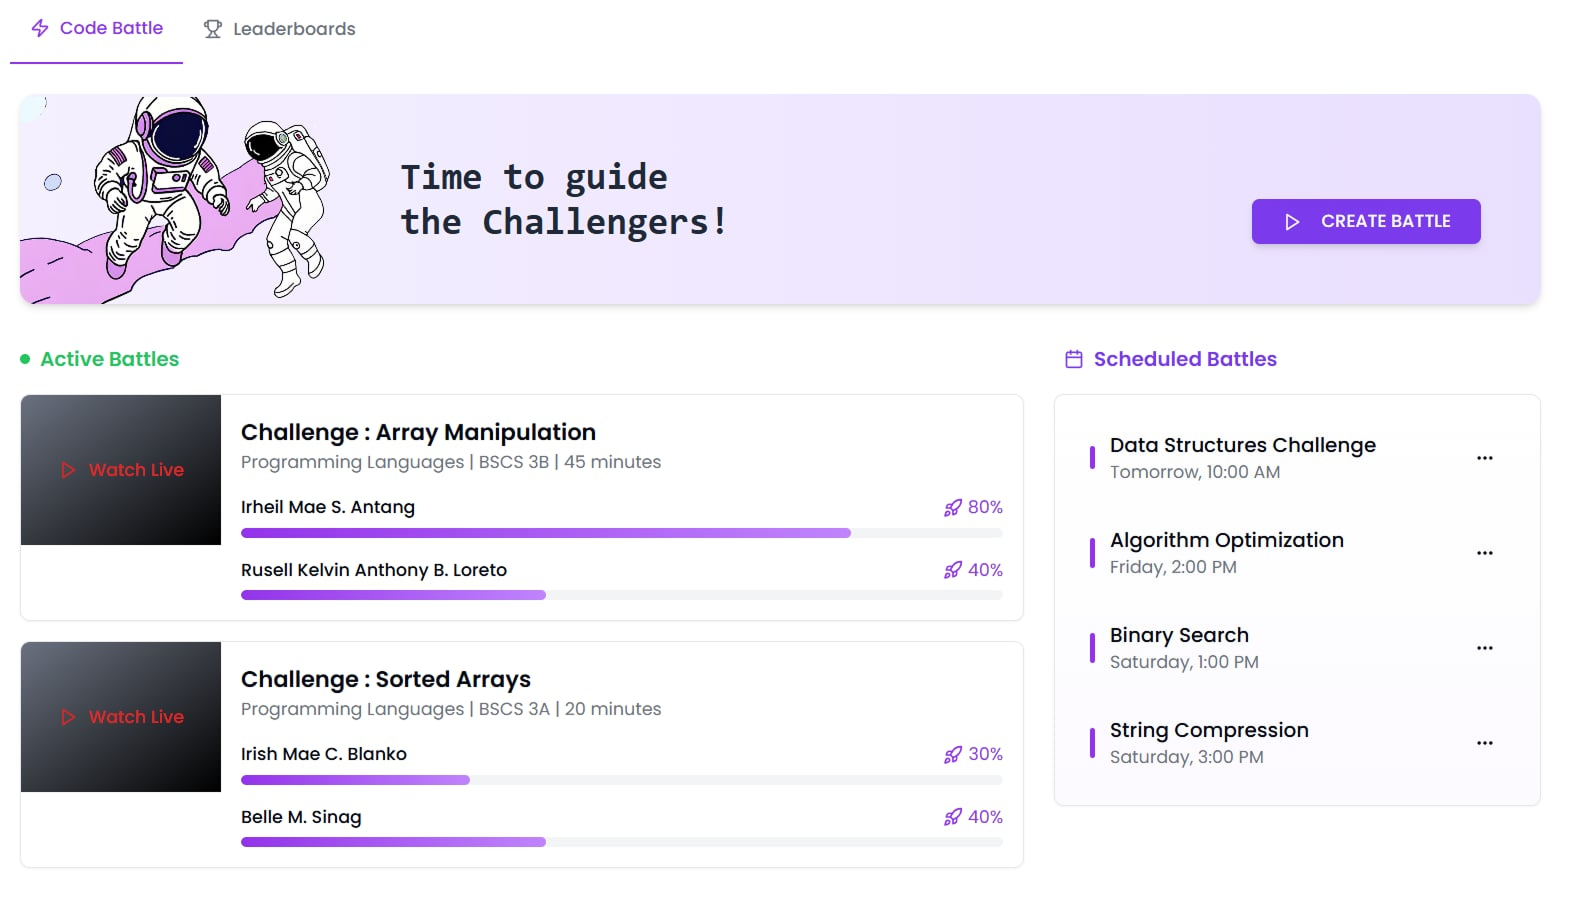 Code Battle
Leaderboards
Time to guide
the Challengers!
CREATE BATTLE
Active Battles
Watch Live
Challenge : Array Manipulation
Programming Languages | BSCS 3B | 45 minutes
Irheil Mae S. Antang
80%
Rusell Kelvin Anthony B. Loreto
40%
Watch Live
Challenge : Sorted Arrays
Programming Languages | BSCS 3A | 20 minutes
Irish Mae C. Blanko
30%
Belle M. Sinag
40%
Scheduled Battles
Data Structures Challenge
Tomorrow, 10:00 AM
Algorithm Optimization
Friday, 2:00 PM
Binary Search
Saturday, 1:00 PM
String Compression
Saturday, 3:00 PM